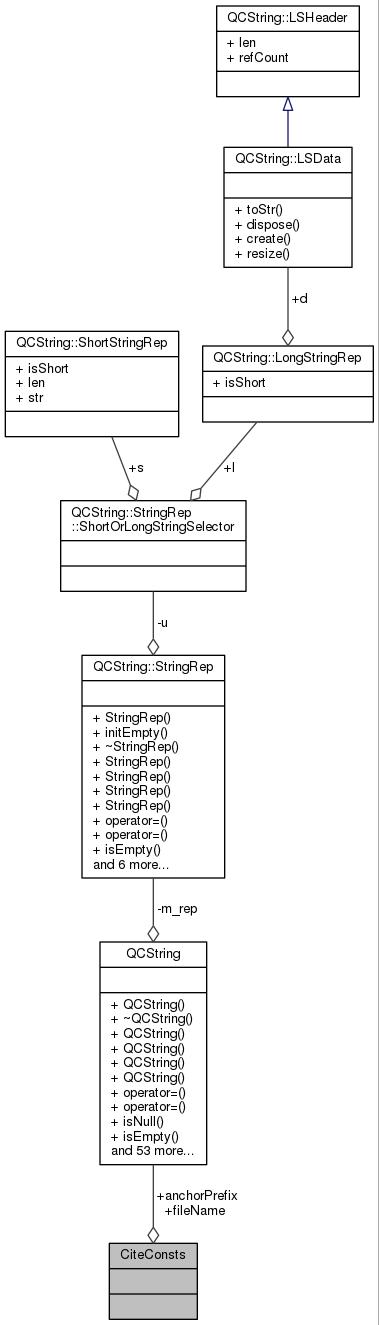 QCString::LSHeader
+ len
+ refCount
QCString::LSData
+ toStr()
+ dispose()
+ create()
+ resize()
+d
QCString::ShortStringRep
+ isShort
+ len
+ str
QCString::LongStringRep
+ isShort
+s
+l
QCString::StringRep
::ShortOrLongStringSelector
-u
QCString::StringRep
+ StringRep()
+ initEmpty()
+ ~StringRep()
+ StringRep()
+ StringRep()
+ StringRep()
+ StringRep()
+ operator=()
+ operator=()
+ isEmpty()
and 6 more...
-m_rep
QCString
+ QCString()
+ ~QCString()
+ QCString()
+ QCString()
+ QCString()
+ QCString()
+ operator=()
+ operator=()
+ isNull()
+ isEmpty()
and 53 more...
+anchorPrefix
+fileName
CiteConsts